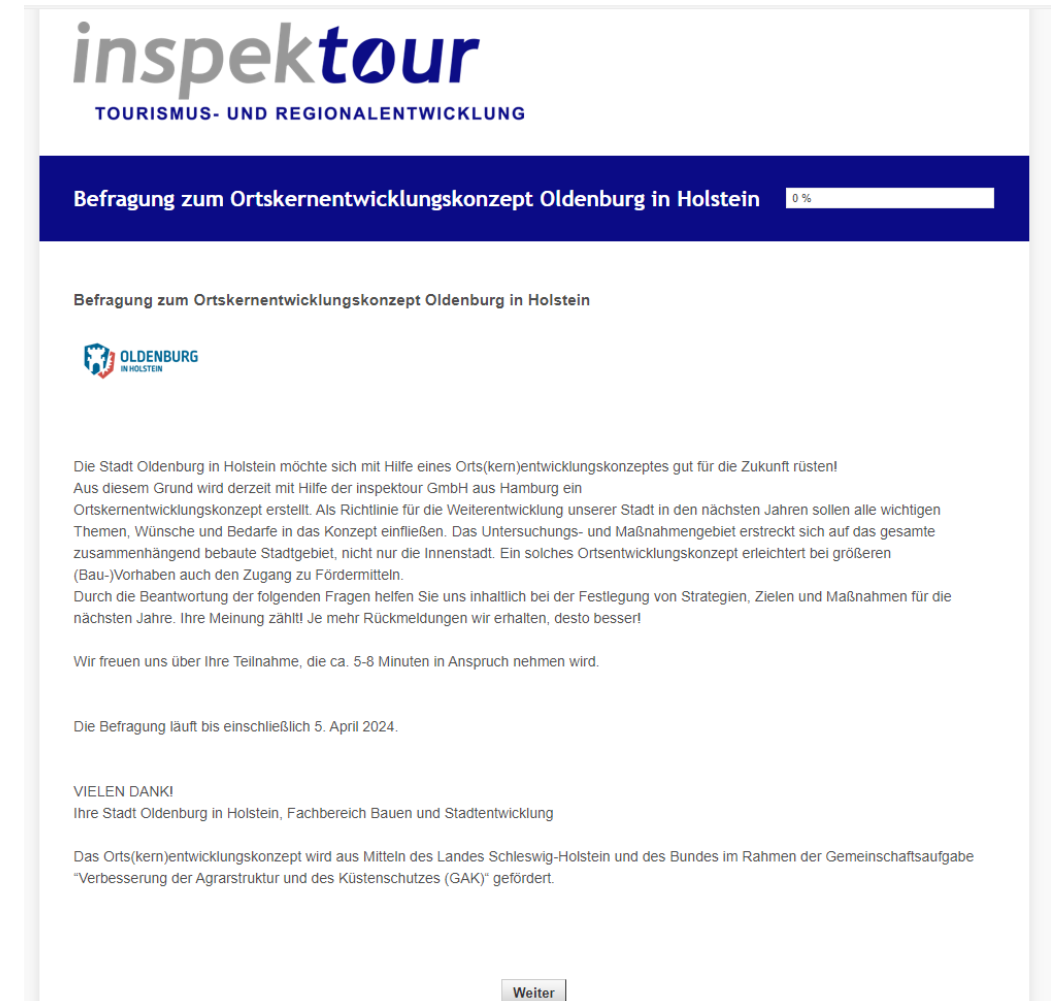 inspektour
TOURISMUS- UND REGIONALENTWICKLUNG
Befragung zum Ortskernentwicklungskonzept Oldenburg in Holstein
0 %
Befragung zum Ortskernentwicklungskonzept Oldenburg in Holstein
OLDENBURG
IN HOLSTEIN
Die Stadt Oldenburg in Holstein möchte sich mit Hilfe eines Orts(kern)entwicklungskonzeptes gut für die Zukunft rüsten!
Aus diesem Grund wird derzeit mit Hilfe der inspektour GmbH aus Hamburg ein
Ortskernentwicklungskonzept erstellt. Als Richtlinie für die Weiterentwicklung unserer Stadt in den nächsten Jahren sollen alle wichtigen
Themen, Wünsche und Bedarfe in das Konzept einfließen. Das Untersuchungs- und Maßnahmengebiet erstreckt sich auf das gesamte
zusammenhängend bebaute Stadtgebiet, nicht nur die Innenstadt. Ein solches Ortsentwicklungskonzept erleichtert bei größeren
(Bau-)Vorhaben auch den Zugang zu Fördermitteln.
Durch die Beantwortung der folgenden Fragen helfen Sie uns inhaltlich bei der Festlegung von Strategien, Zielen und Maßnahmen für die
nächsten Jahre. Ihre Meinung zählt! Je mehr Rückmeldungen wir erhalten, desto besser!
Wir freuen uns über Ihre Teilnahme, die ca. 5-8 Minuten in Anspruch nehmen wird.
Die Befragung läuft bis einschließlich 5. April 2024.
VIELEN DANK!
Ihre Stadt Oldenburg in Holstein, Fachbereich Bauen und Stadtentwicklung
Das Orts(kern)entwicklungskonzept wird aus Mitteln des Landes Schleswig-Holstein und des Bundes im Rahmen der Gemeinschaftsaufgabe
“Verbesserung der Agrarstruktur und des Küstenschutzes (GAK)“ gefördert.
Weiter